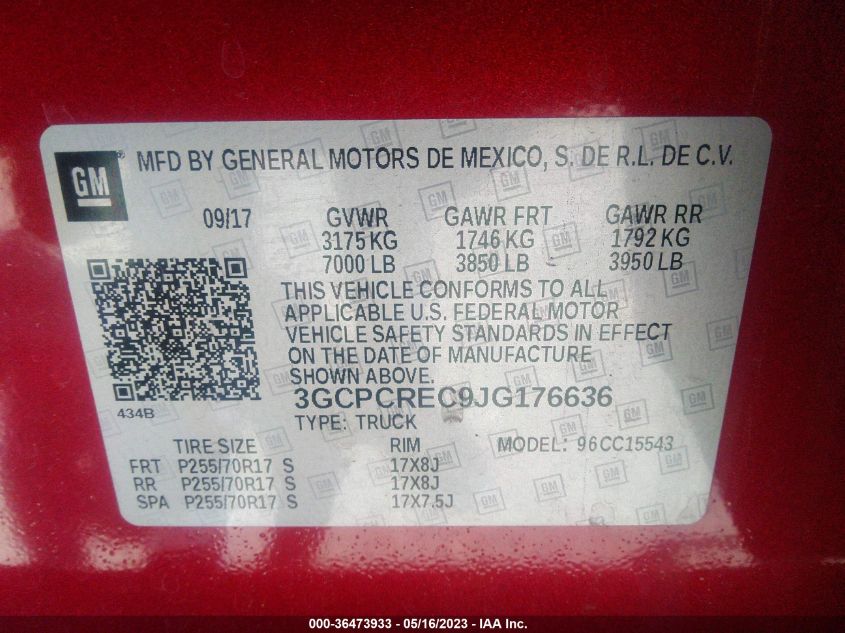 GM ® MFD BY GENERAL MOTORS DE MEXICO, S. DE R.L. DE C.V.
09/17 GVWR GAWR FRT GAWR RR
3175 KG 1746 KG 1792 KG
7000 LB 3850 LB 3950 LB
THIS VEHICLE CONFORMS TO ALL
APPLICABLE U.S. FEDERAL MOTOR
VEHICLE SAFETY STANDARDS IN EFFECT
ON THE DATE OF MANUFACTURE
SHOWN ABOVE.
3GCPCREC9JG176636
434B TYPE: TRUCK
TIRE SIZE RIM MODEL: 96CC15543
FRT P255/70R17 S 17X8J
RR P255/70R17 S 17X8J
SPA P255/70R17 S 17X7.5J
000-36473933 - 05/16/2023 - IAA Inc.